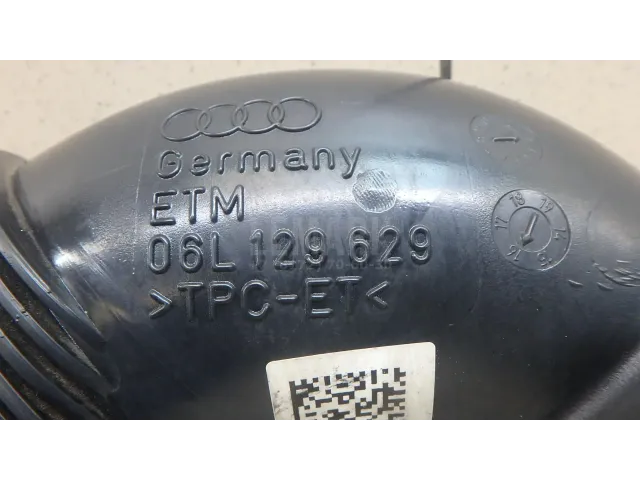 Germany
ETM
06L 129 629
>TPC-ET<